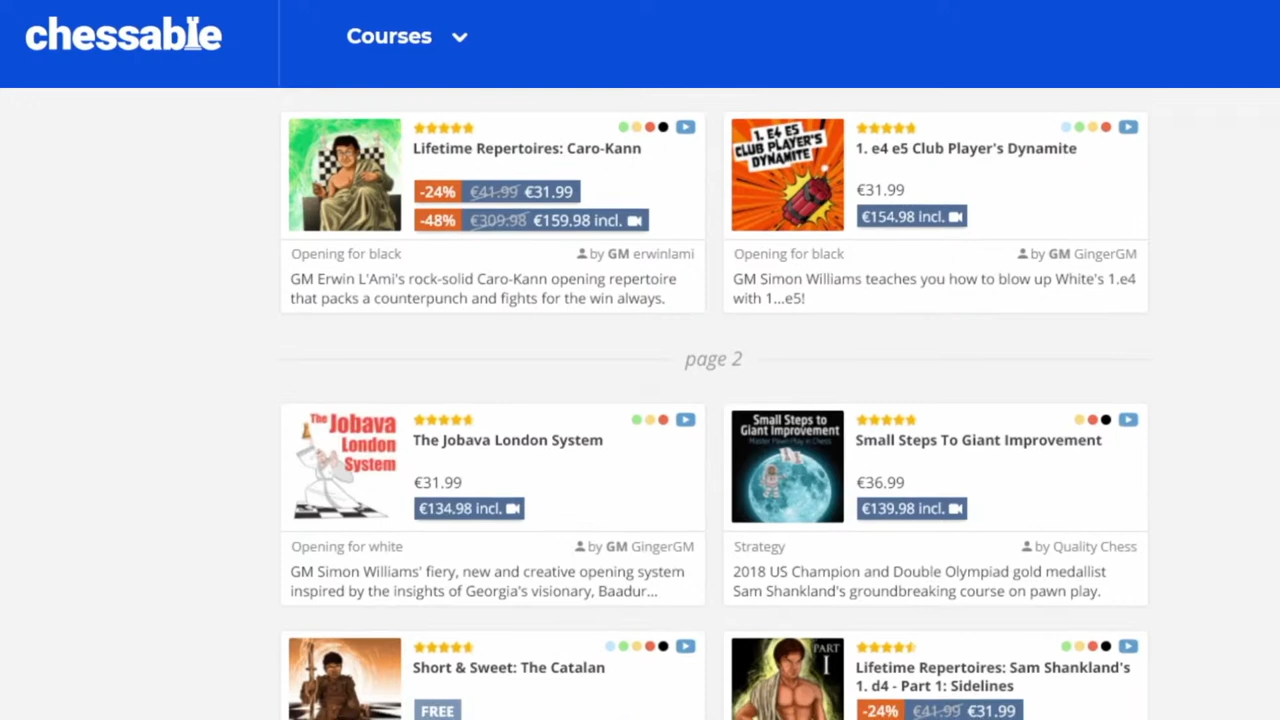 chessable
Courses
Lifetime Repertoires: Caro-Kann
-24% €41.99 €31.99
-48% €309.98 €159.98 incl.
Opening for black
by GM erwinlami
GM Erwin L'Ami's rock-solid Caro-Kann opening repertoire
that packs a counterpunch and fights for the win always.
1. E4 E5
CLUB PLAYER'S
DYNAMITE
1. e4 e5 Club Player's Dynamite
€31.99
€154.98 incl.
Opening for black
by GM GingerGM
GM Simon Williams teaches you how to blow up White's 1.e4
with 1...e5!
page 2
The Jobava
London
System
The Jobava London System
€31.99
€134.98 incl.
Opening for white
by GM GingerGM
GM Simon Williams' fiery, new and creative opening system
inspired by the insights of Georgia's visionary, Baadur...
Small Steps to
Giant Improvement
Master Pawn Play in Chess
Small Steps To Giant Improvement
€36.99
€139.98 incl.
Strategy
by Quality Chess
2018 US Champion and Double Olympiad gold medallist
Sam Shankland's groundbreaking course on pawn play.
Short & Sweet: The Catalan
FREE
PART
I
Lifetime Repertoires: Sam Shankland's
1. d4 - Part 1: Sidelines
-24% €41.99 €31.99